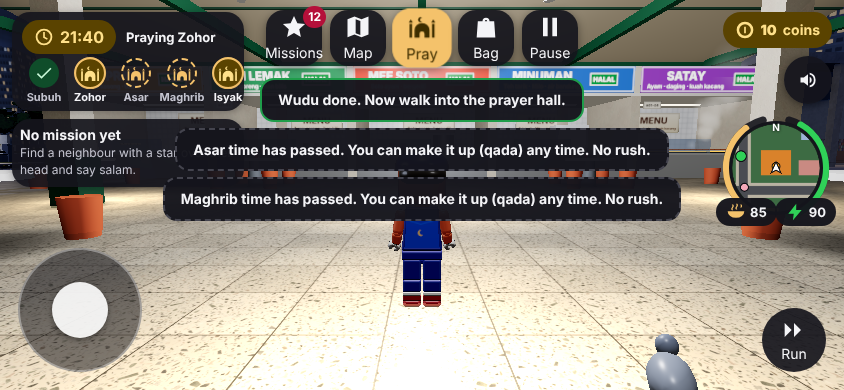 21:40
Praying Zohor
12
Missions
Map
Pray
Bag
Pause
10 coins
Subuh
Zohor
Asar
Maghrib
Isyak
LEMAK
HALAL
MEE SOTO
HALAL
MINUMAN
HALAL
SATAY
Ayam - daging - buah kacang
HALAL
MENU
MENU
Wudu done. Now walk into the prayer hall.
No mission yet
Find a neighbour with a star
head and say salam.
Asar time has passed. You can make it up (qada) any time. No rush.
Maghrib time has passed. You can make it up (qada) any time. No rush.
N
85
90
Run